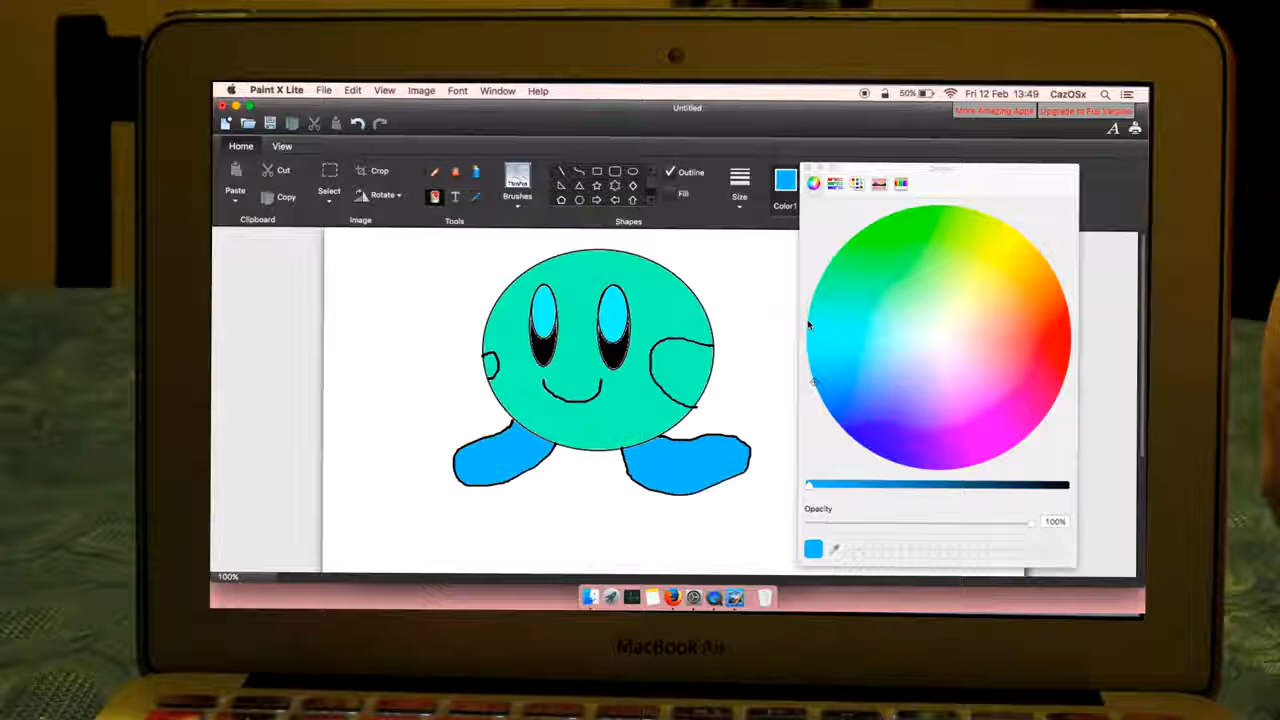 Paint X Lite File Edit View Image Font Window Help 50% Fri 12 Feb 13:49 CazOSx
Untitled
More Amazing Apps Upgrade to Full Version
A
Home View
Paste Cut Copy Select Crop Rotate T Brushes Outline Fill Size Color1
Clipboard Image Tools Shapes
Opacity
100%
100%
MacBook Air